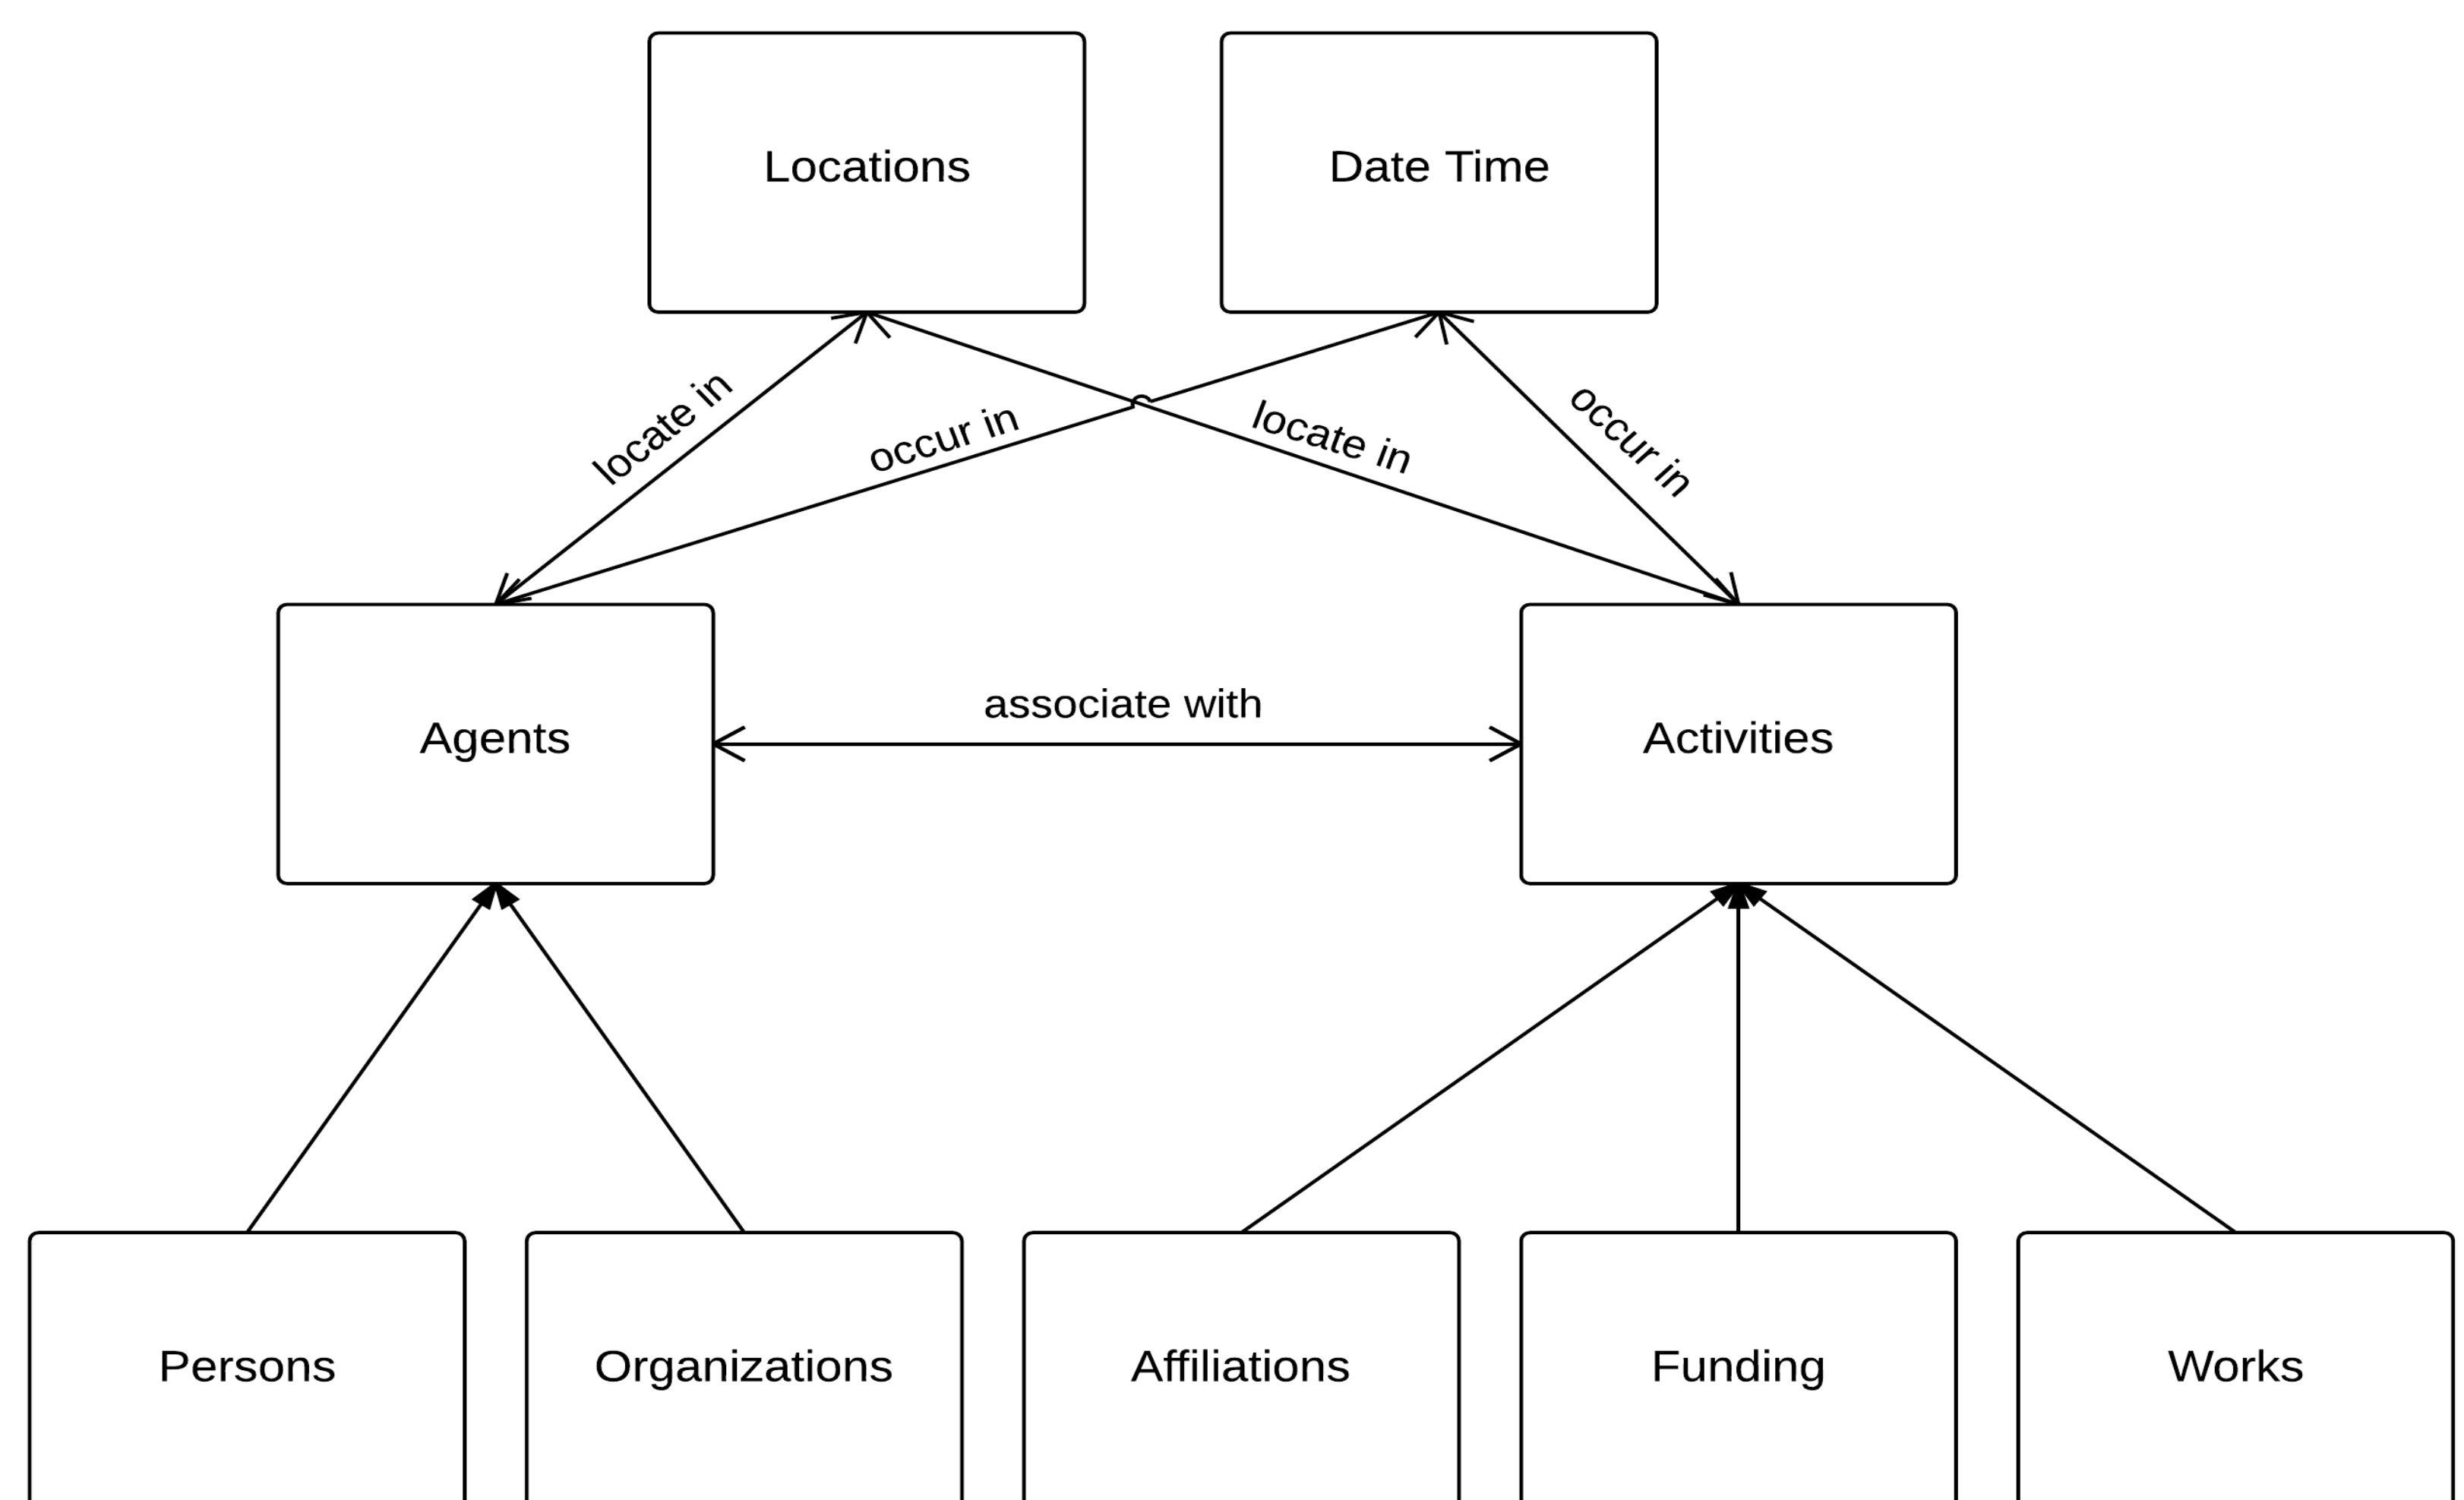 Locations
Date Time
locate in
occur in
locate in
occur in
associate with
Agents
Activities
Persons
Organizations
Affiliations
Funding
Works